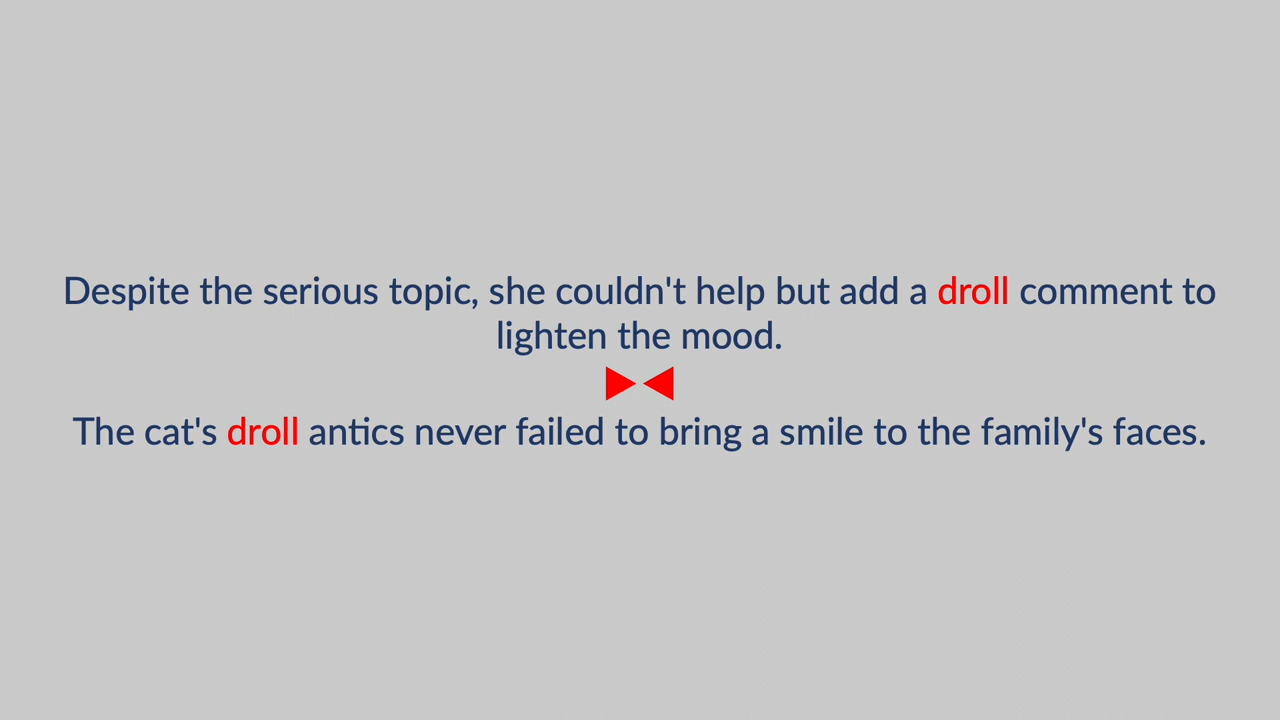 Despite the serious topic, she couldn't help but add a droll comment to
lighten the mood.
The cat's droll antics never failed to bring a smile to the family's faces.